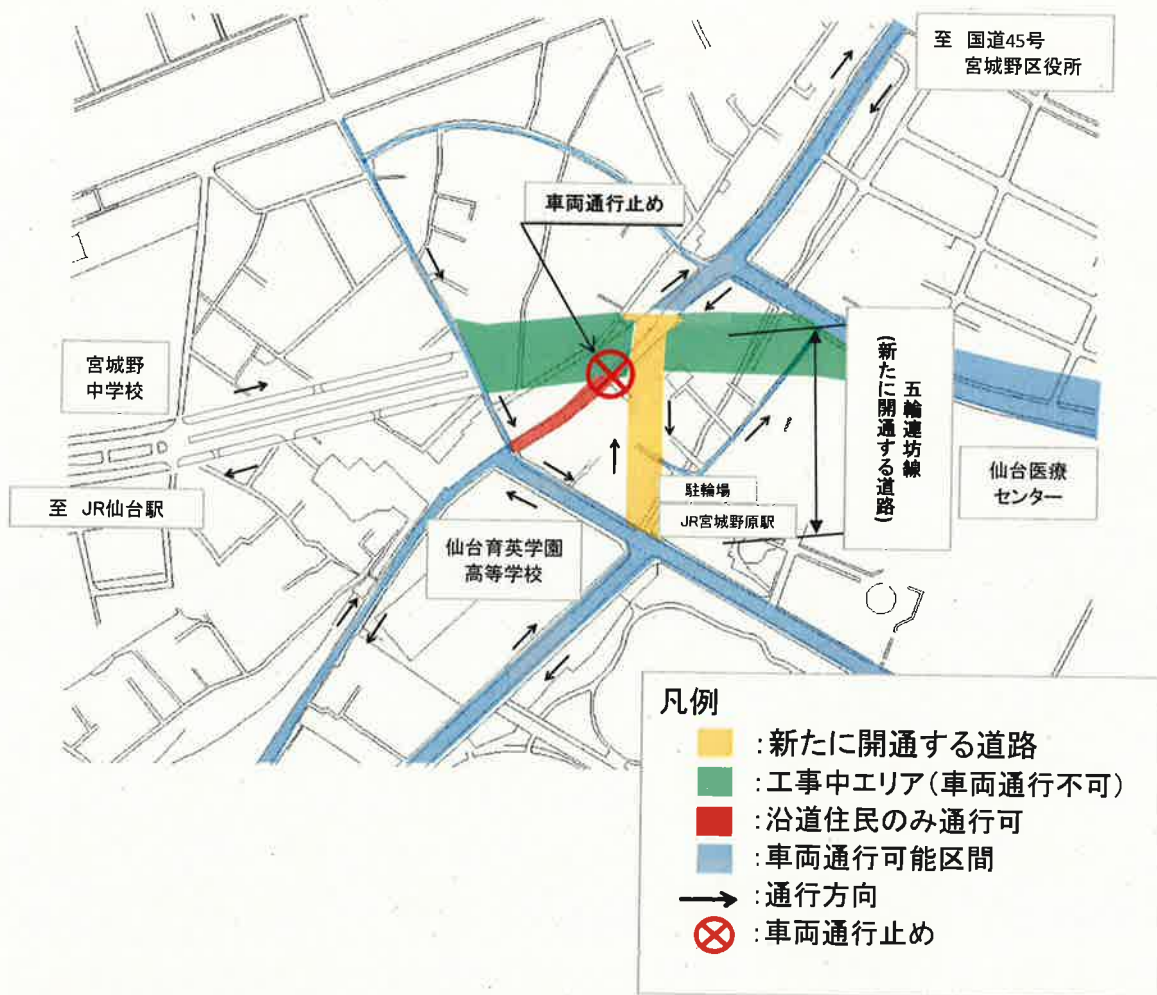 至 国道45号
宮城野区役所
車両通行止め
宮城野
中学校
至 JR仙台駅
五輪連坊線
(新たに開通する道路)
仙台医療
センター
駐輪場
JR宮城野原駅
仙台育英学園
高等学校
凡例
:新たに開通する道路
:工事中エリア(車両通行不可)
:沿道住民のみ通行可
:車両通行可能区間
:通行方向
:車両通行止め